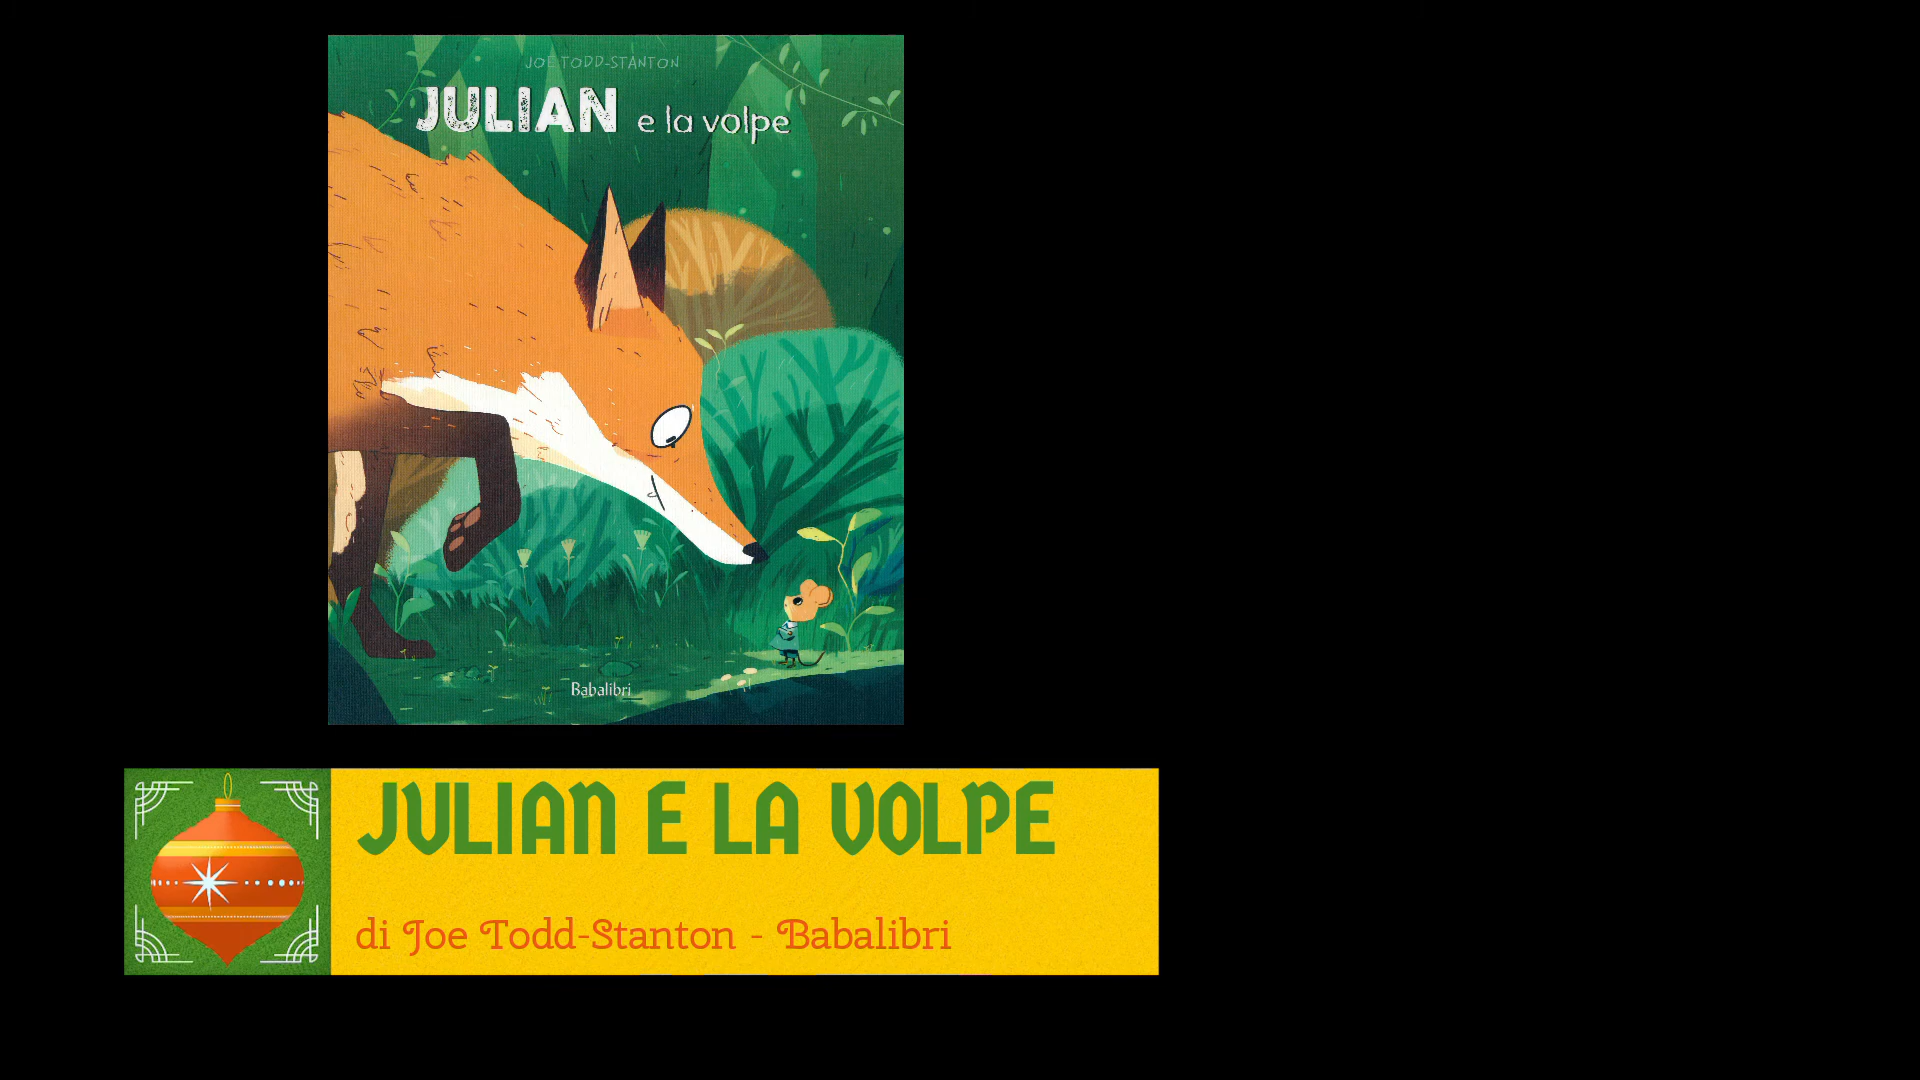 JOE TODD-STANTON
JULIAN e la volpe
Babalibri
JULIAN E LA VOLPE
di Joe Todd-Stanton - Babalibri